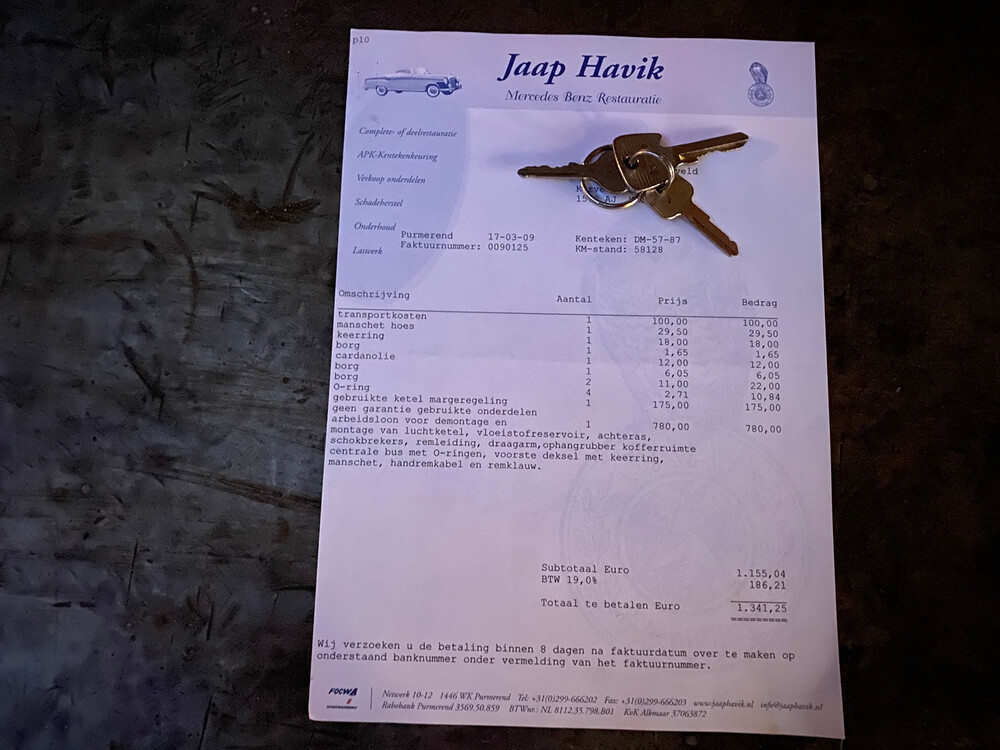 p10
Jaap Havik
Mercedes Benz Restauratie
Complete- of deelrestauratie
APK-Kentekenkeuring
Verkoop onderdelen
Schadeherstel
Onderhoud
Laswerk
veld
AJ
Purmerend 17-03-09 Kenteken: DM-57-87
Faktuurnummer: 0090125 KM-stand: 58128
Omschrijving Aantal Prijs Bedrag
transportkosten 1 100,00 100,00
manschet hoes 1 29,50 29,50
keerring 1 18,00 18,00
borg 1 1,65 1,65
cardanolie 1 12,00 12,00
borg 1 6,05 6,05
borg 2 11,00 22,00
O-ring 4 2,71 10,84
gebruikte ketel margeregeling 1 175,00 175,00
geen garantie gebruikte onderdelen
arbeidsloon voor demontage en 1 780,00 780,00
montage van luchtketel, vloeistofreservoir, achteras,
schokbrekers, remleiding, draagarm,ophangrubber kofferruimte
centrale bus met O-ringen, voorste deksel met keerring,
manschet, handremkabel en remklauw.
Subtotaal Euro 1.155,04
BTW 19,0% 186,21
Totaal te betalen Euro 1.341,25
Wij verzoeken u de betaling binnen 8 dagen na faktuurdatum over te maken op
onderstaand banknummer onder vermelding van het faktuurnummer.
FOCWA
Netwerk 10-12 1446 WK Purmerend Tel: +31(0)299-666202 Fax: +31(0)299-666203 www.jaaphavik.nl info@jaaphavik.nl
Rabobank Purmerend 3569.50.859 BTWnr.: NL 8112.35.798.B01 KvK Alkmaar 37063872